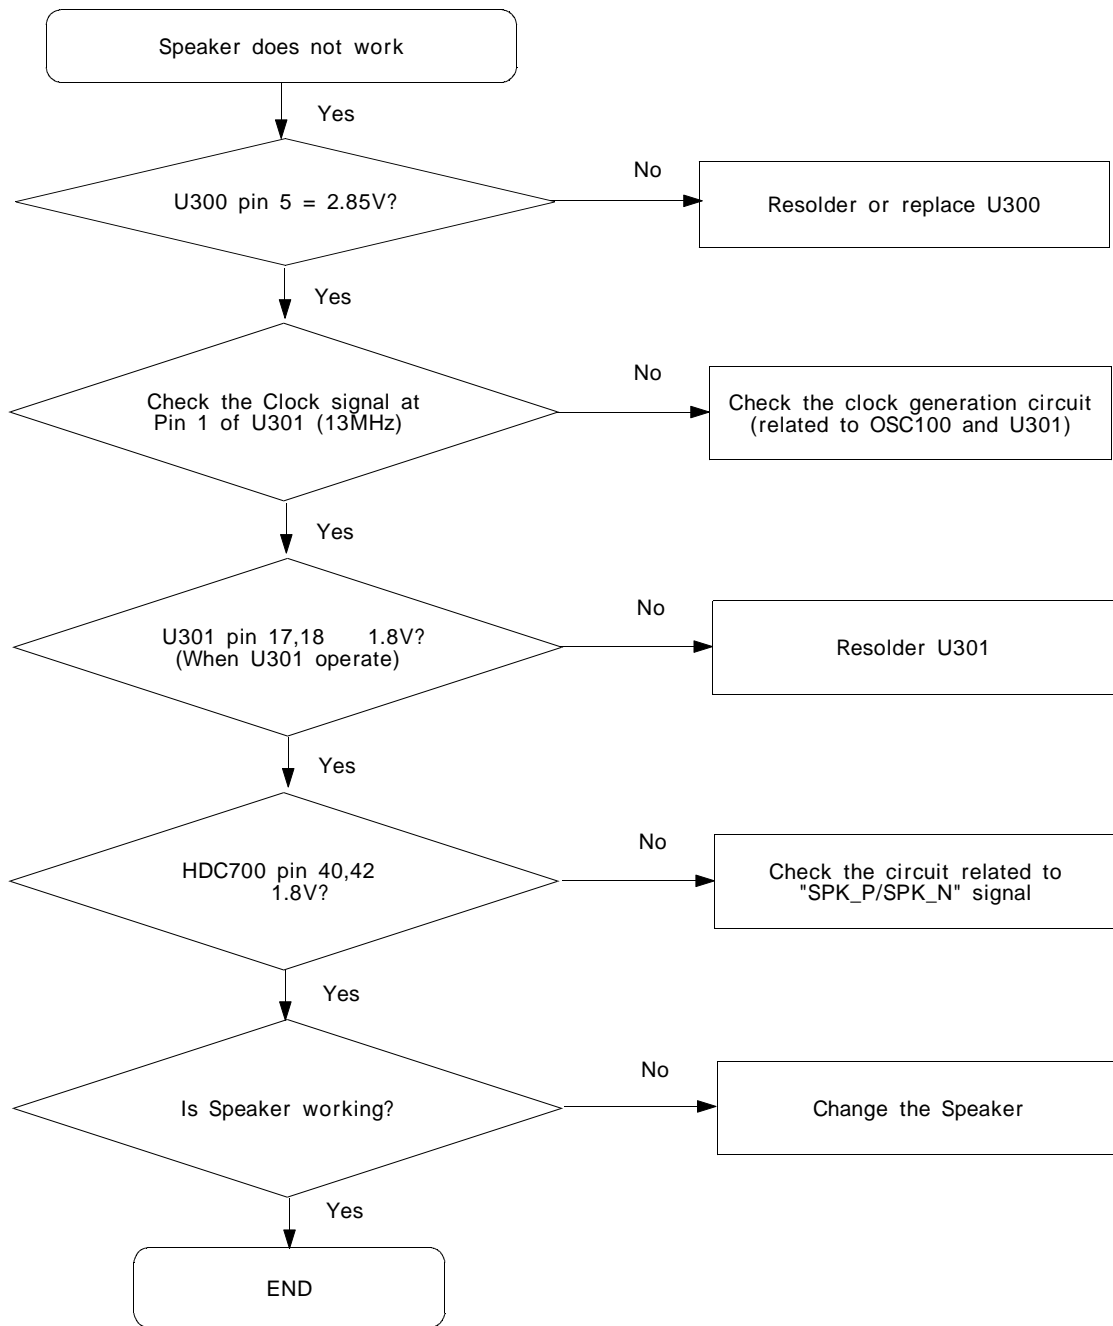 Speaker does not work
Yes
U300 pin 5 = 2.85V?
No
Resolder or replace U300
Yes
Check the Clock signal at
Pin 1 of U301 (13MHz)
No
Check the clock generation circuit
(related to OSC100 and U301)
Yes
U301 pin 17,18 1.8V?
(When U301 operate)
No
Resolder U301
Yes
HDC700 pin 40,42
1.8V?
No
Check the circuit related to
"SPK_P/SPK_N" signal
Yes
Is Speaker working?
No
Change the Speaker
Yes
END